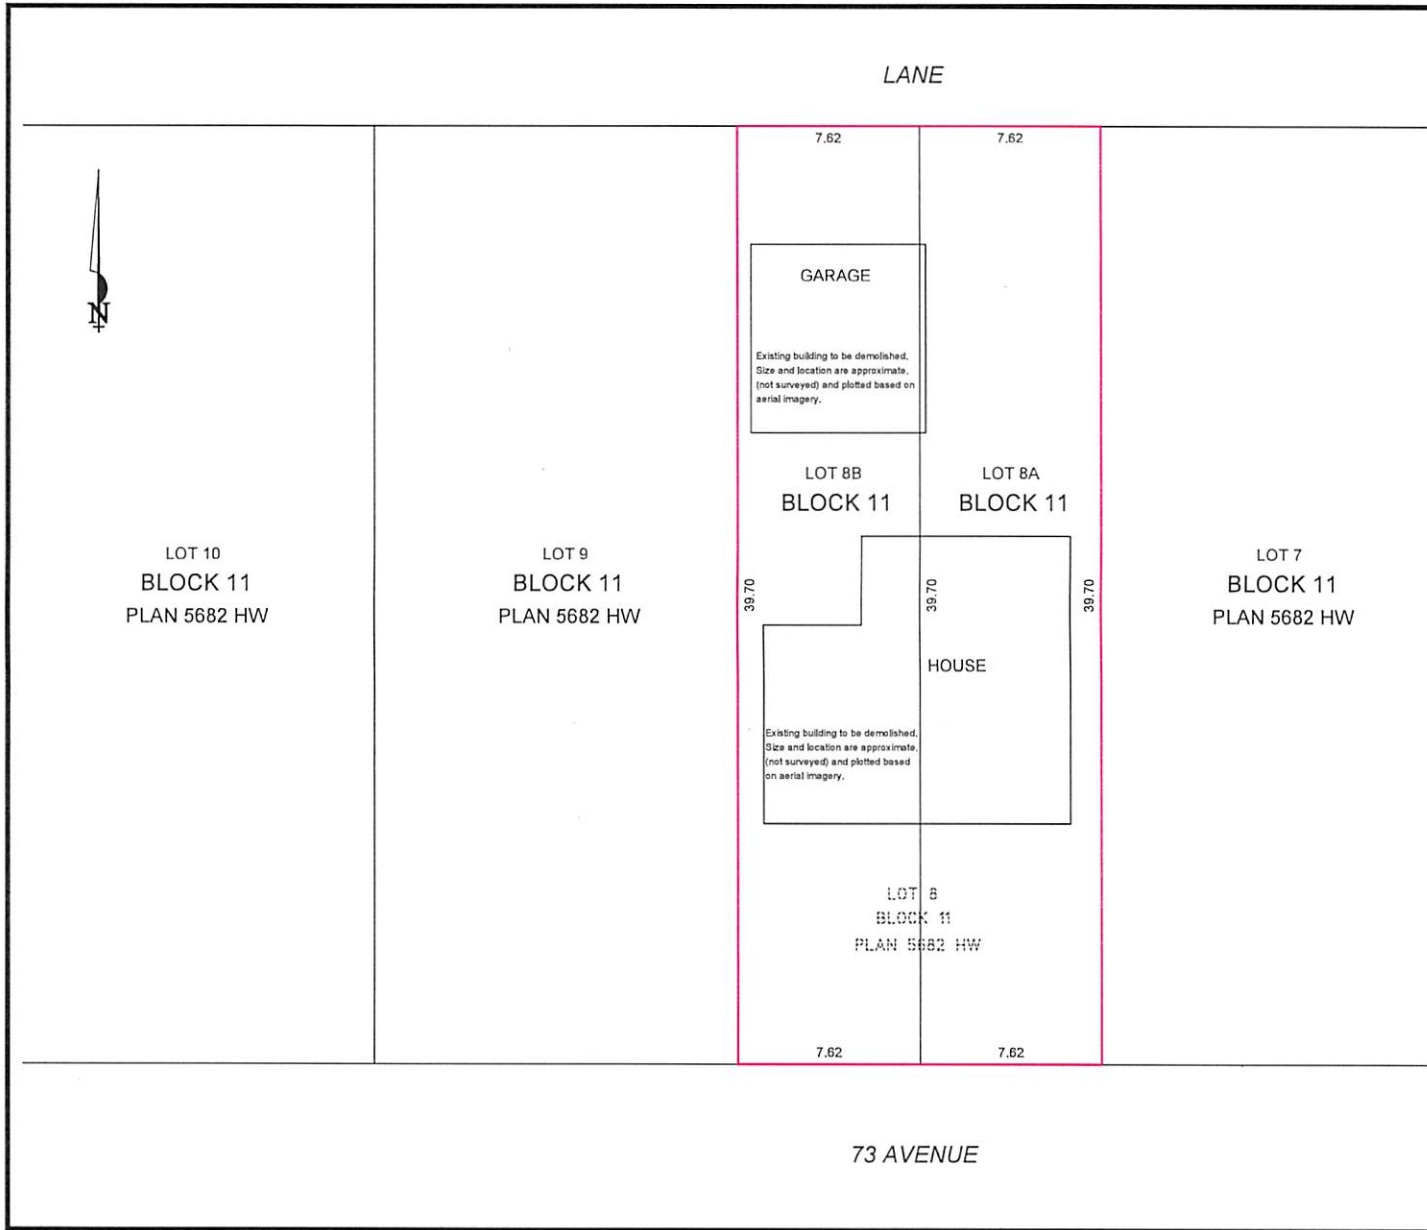 LANE
7.62
7.62
N
GARAGE
Existing building to be demolished.
Size and location are approximate,
(not surveyed) and plotted based on
aerial imagery.
LOT 8B
BLOCK 11
LOT 8A
BLOCK 11
LOT 10
BLOCK 11
PLAN 5682 HW
LOT 9
BLOCK 11
PLAN 5682 HW
39.70
39.70
39.70
LOT 7
BLOCK 11
PLAN 5682 HW
HOUSE
Existing building to be demolished.
Size and location are approximate,
(not surveyed) and plotted based
on aerial imagery.
LOT 8
BLOCK 11
PLAN 5682 HW
7.62
7.62
73 AVENUE